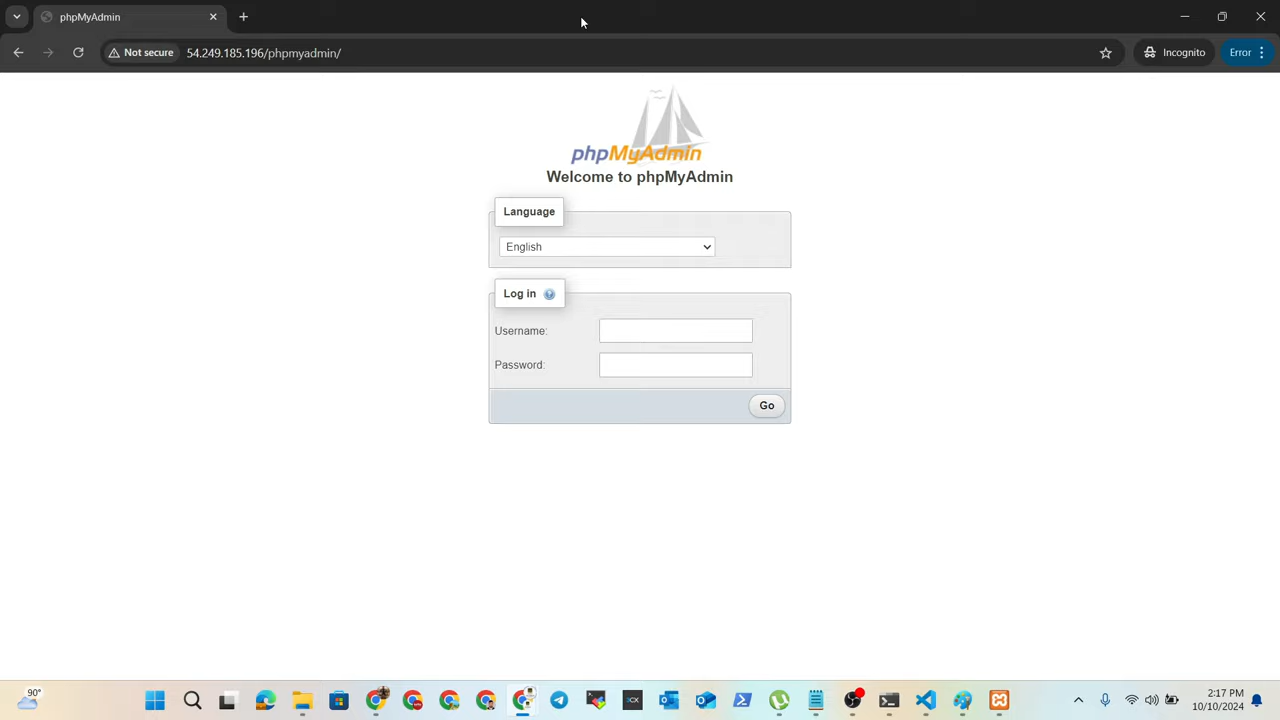 phpMyAdmin
Not secure
54.249.185.196/phpmyadmin/
Incognito
Error
phpMyAdmin
Welcome to phpMyAdmin
Language
English
Log in
Username:
Password:
Go
90°
XCX
2:17 PM
10/10/2024